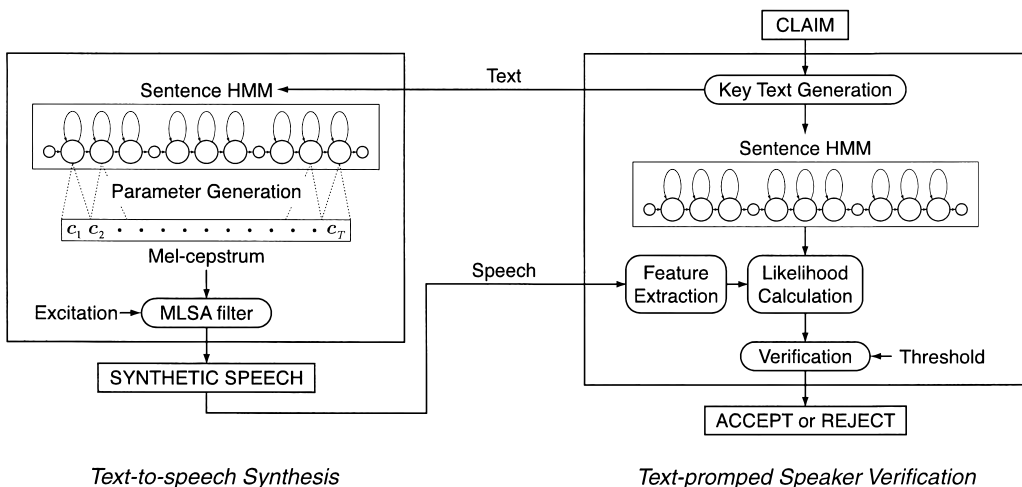 CLAIM
Text
Key Text Generation
Sentence HMM
Parameter Generation
c1 c2 . . . . . . . . . . . cT
Mel-cepstrum
Excitation
MLSA filter
SYNTHETIC SPEECH
Text-to-speech Synthesis
Speech
Sentence HMM
Feature
Extraction
Likelihood
Calculation
Verification
Threshold
ACCEPT or REJECT
Text-promped Speaker Verification